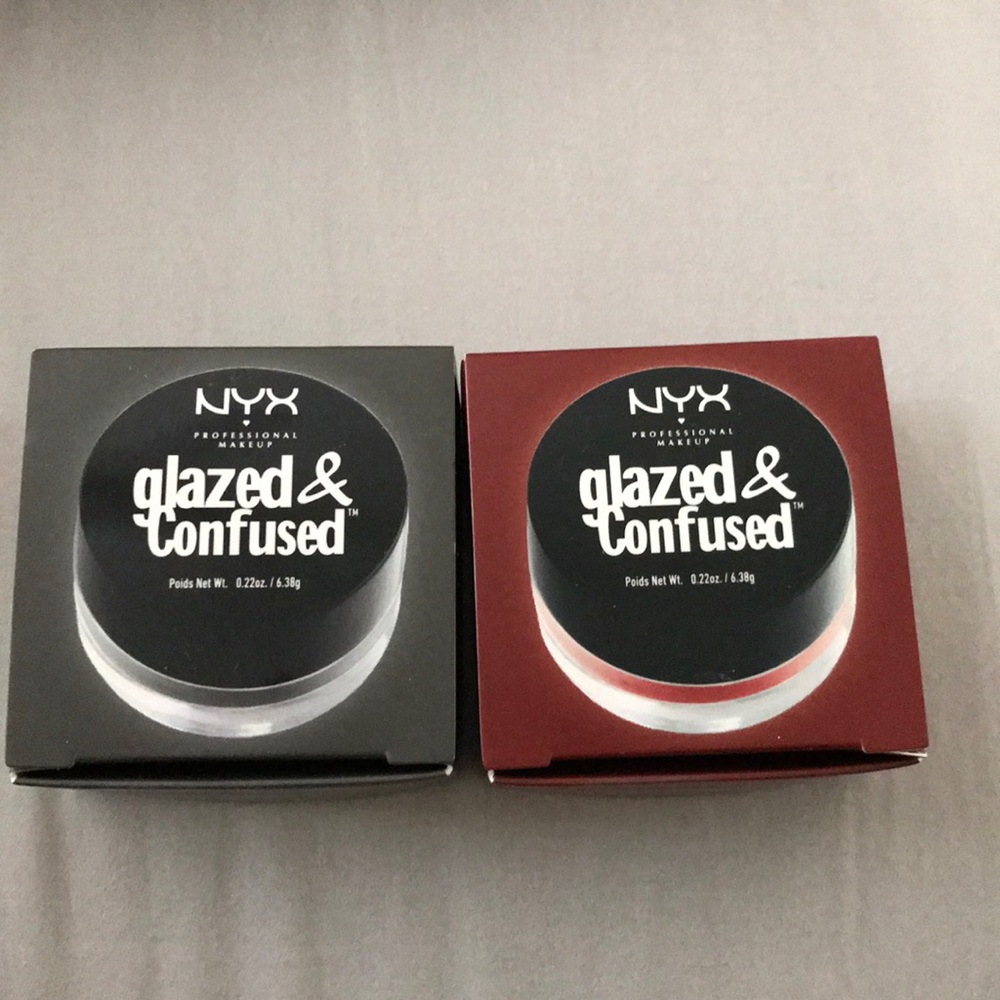 NYX
PROFESSIONAL
MAKEUP
glazed &
Confused™
Poids Net Wt. 0.22oz. / 6.38g
NYX
PROFESSIONAL
MAKEUP
glazed &
Confused™
Poids Net Wt. 0.22oz. / 6.38g